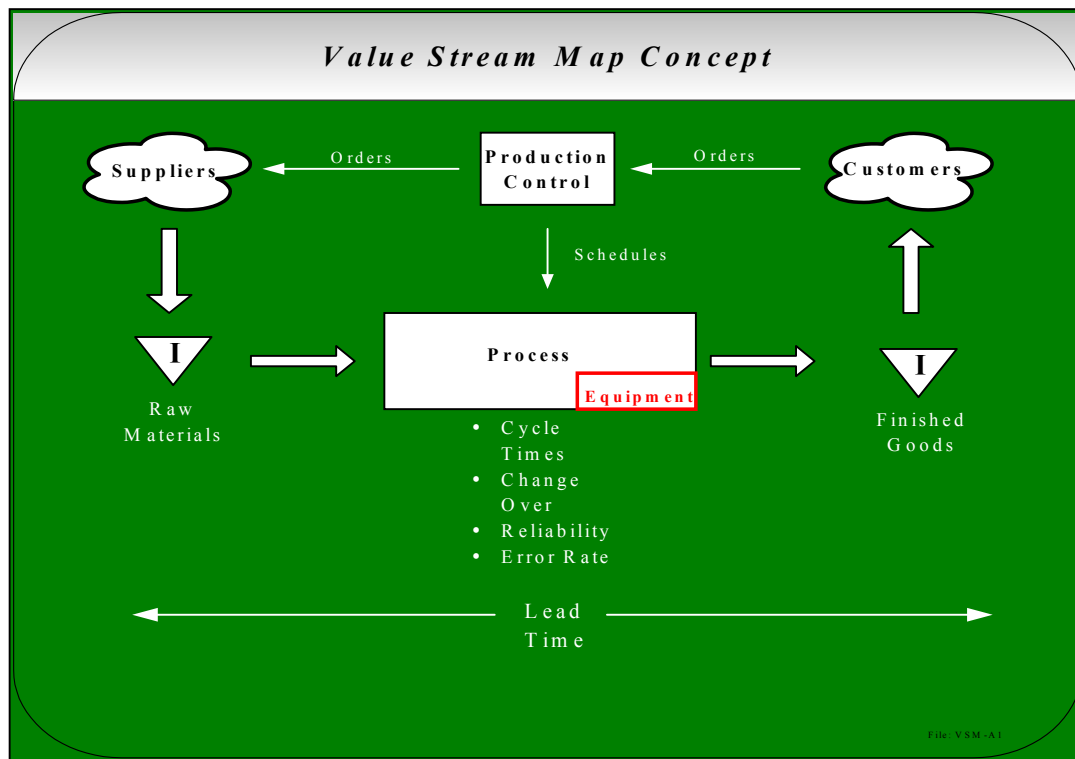 Value Stream Map Concept
Suppliers
Orders
Production
Control
Orders
Customers
Schedules
I
Raw
Materials
Process
Equipment
I
Finished
Goods
• Cycle
Times
• Change
Over
• Reliability
• Error Rate
Lead
Time
File: VSM-A1